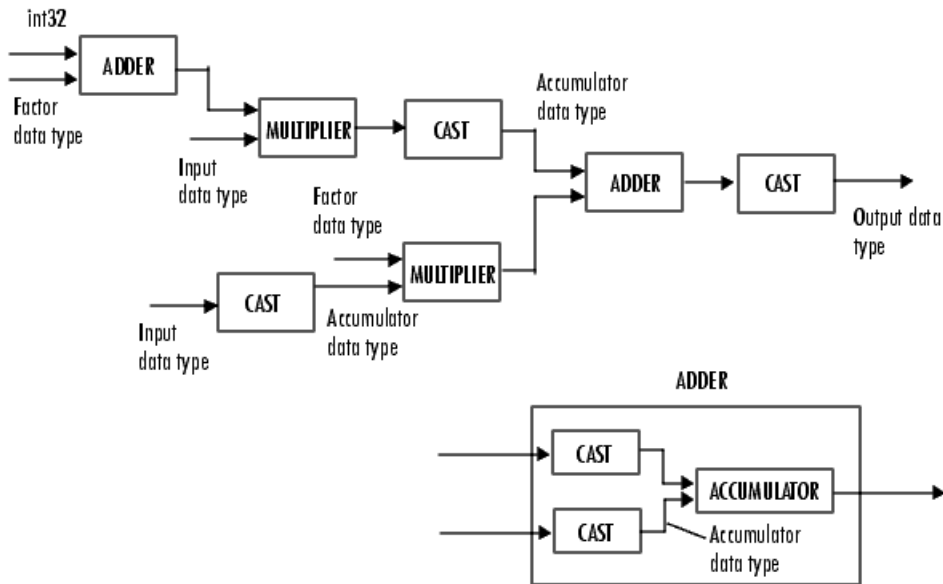 int32
ADDER
Factor
data type
MULTIPLIER
Input
data type
CAST
Accumulator
data type
ADDER
CAST
Output data
type
Factor
data type
MULTIPLIER
CAST
Input
data type
Accumulator
data type
ADDER
CAST
ACCUMULATOR
CAST
Accumulator
data type